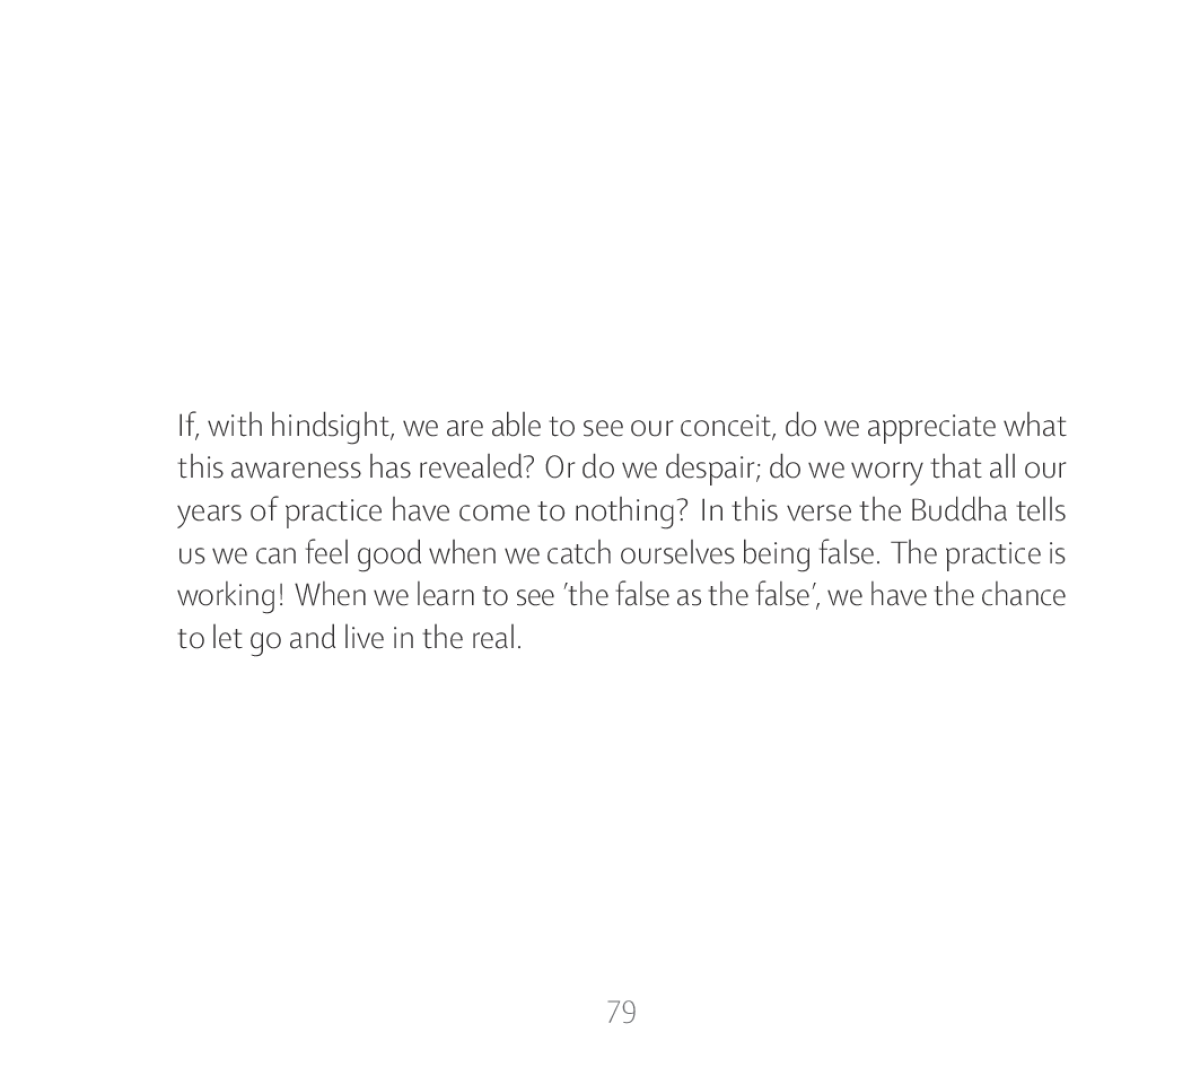 If, with hindsight, we are able to see our conceit, do we appreciate what
this awareness has revealed? Or do we despair; do we worry that all our
years of practice have come to nothing? In this verse the Buddha tells
us we can feel good when we catch ourselves being false. The practice is
working! When we learn to see ’the false as the false’, we have the chance
to let go and live in the real.
79